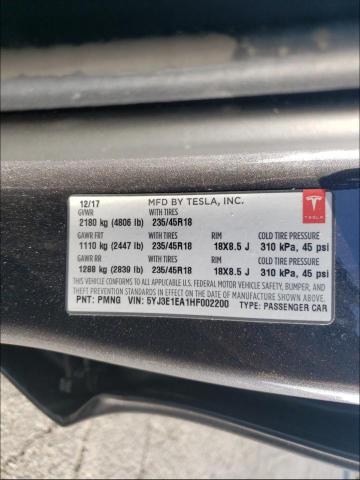 12/17 MFD BY TESLA, INC.
GVWR WITH TIRES
2180 kg (4806 lb) 235/45R18
TESLA
GAWR FRT WITH TIRES RIM COLD TIRE PRESSURE
1110 kg (2447 lb) 235/45R18 18X8.5 J 310 kPa, 45 psi
GAWR RR WITH TIRES RIM COLD TIRE PRESSURE
1288 kg (2839 lb) 235/45R18 18X8.5 J 310 kPa, 45 psi
THIS VEHICLE CONFORMS TO ALL APPLICABLE U.S. FEDERAL MOTOR VEHICLE SAFETY, BUMPER, AND
THEFT PREVENTION STANDARDS IN EFFECT ON THE DATE OF MANUFACTURE SHOWN ABOVE.
PNT: PMNG VIN: 5YJ3E1EA1HF002200 TYPE: PASSENGER CAR